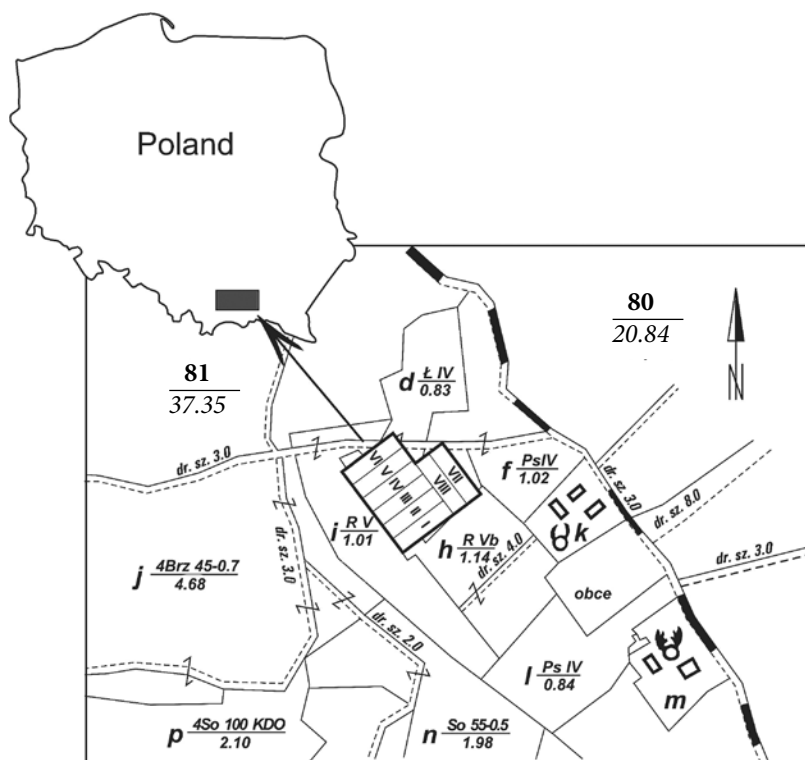 Poland
80
20.84
81
37.35
N
d Ł IV
0.83
dr. sz. 3.0
VI
V
IV
III
II
I
VII
VIII
f PsIV
1.02
dr. sz. 3.0
dr. sz. 8.0
i R V
1.01
h R Vb
1.14
k
dr. sz. 4.0
dr. sz. 3.0
j 4Brz 45-0.7
4.68
dr. sz. 3.0
obce
dr. sz. 2.0
l Ps IV
0.84
m
p 4So 100 KDO
2.10
n So 55-0.5
1.98